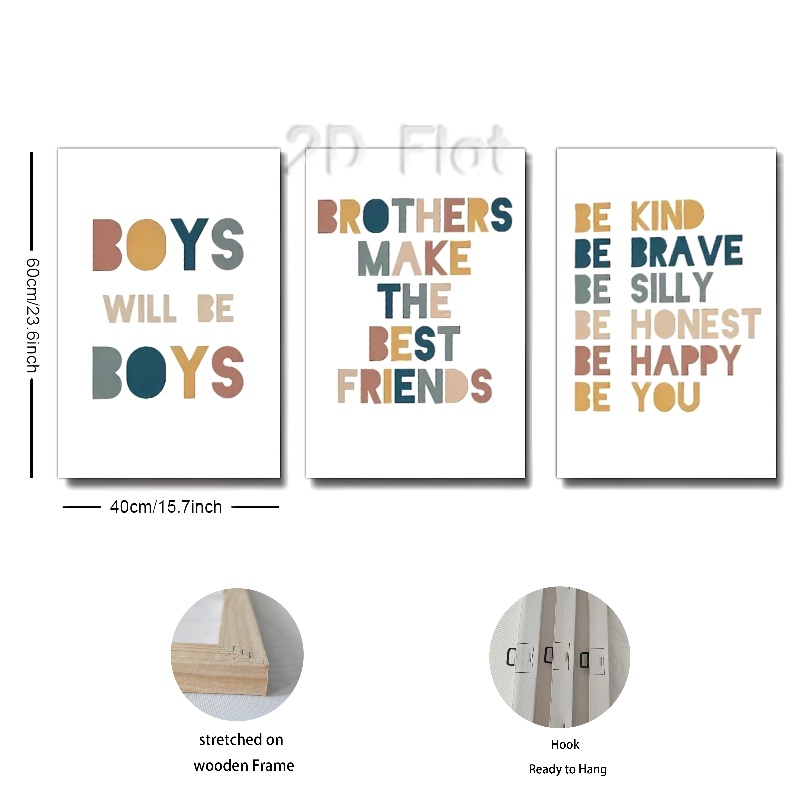 2D Flat
60cm/23.6inch
BOYS
WILL BE
BOYS
BROTHERS
MAKE
THE
BEST
FRIENDS
BE KIND
BE BRAVE
BE SILLY
BE HONEST
BE HAPPY
BE YOU
40cm/15.7inch
stretched on
wooden Frame
Hook
Ready to Hang